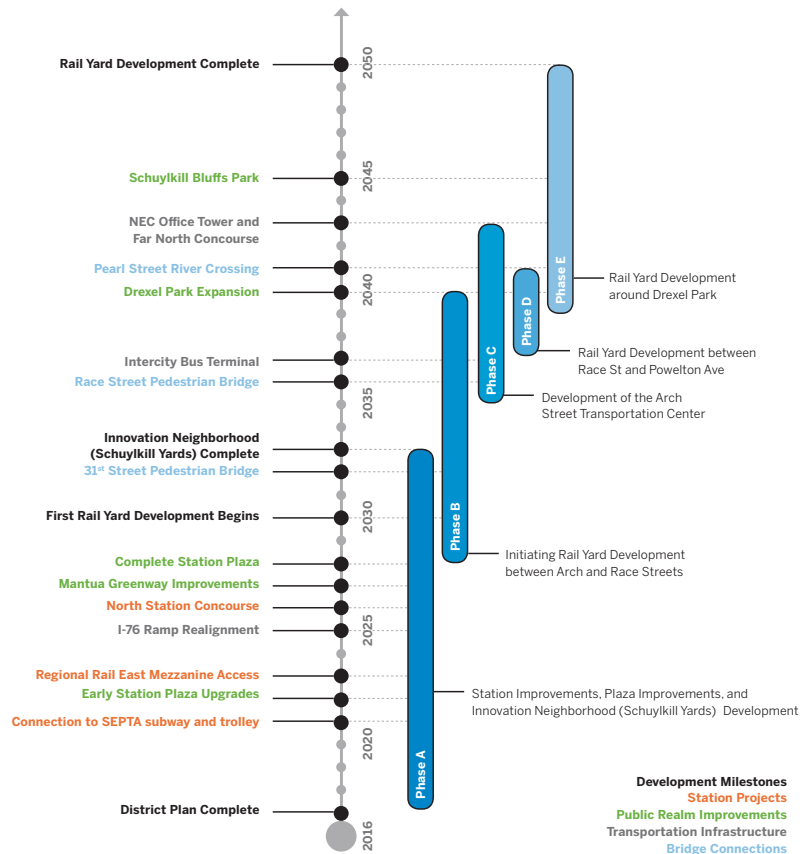 Rail Yard Development Complete
Schuylkill Bluffs Park
NEC Office Tower and
Far North Concourse
Pearl Street River Crossing
Drexel Park Expansion
Intercity Bus Terminal
Race Street Pedestrian Bridge
Innovation Neighborhood
(Schuylkill Yards) Complete
31st Street Pedestrian Bridge
First Rail Yard Development Begins
Complete Station Plaza
Mantua Greenway Improvements
North Station Concourse
I-76 Ramp Realignment
Regional Rail East Mezzanine Access
Early Station Plaza Upgrades
Connection to SEPTA subway and trolley
District Plan Complete
2050
2045
2040
2035
2030
2025
2020
2016
Phase A
Phase B
Phase C
Phase D
Phase E
Rail Yard Development
around Drexel Park
Rail Yard Development between
Race St and Powelton Ave
Development of the Arch
Street Transportation Center
Initiating Rail Yard Development
between Arch and Race Streets
Station Improvements, Plaza Improvements, and
Innovation Neighborhood (Schuylkill Yards) Development
Development Milestones
Station Projects
Public Realm Improvements
Transportation Infrastructure
Bridge Connections